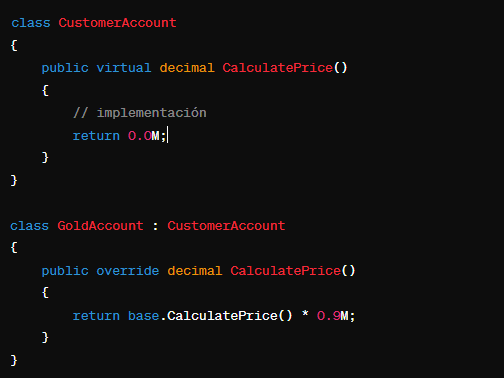 class CustomerAccount
{
    public virtual decimal CalculatePrice()
    {
        // implementación
        return 0.0M;
    }
}

class GoldAccount : CustomerAccount
{
    public override decimal CalculatePrice()
    {
        return base.CalculatePrice() * 0.9M;
    }
}